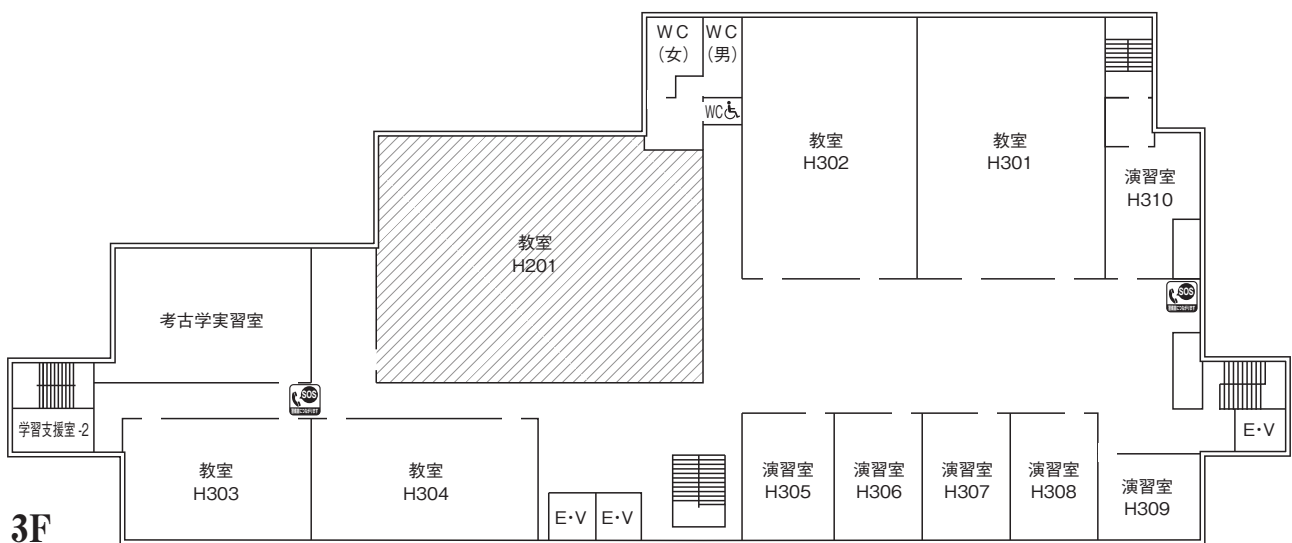 WC
(女)
WC
(男)
WC
教室
H302
教室
H301
演習室
H310
教室
H201
SOS
考古学実習室
SOS
学習支援室-2
教室
H303
教室
H304
E・V
E・V
演習室
H305
演習室
H306
演習室
H307
演習室
H308
演習室
H309
E・V
3F